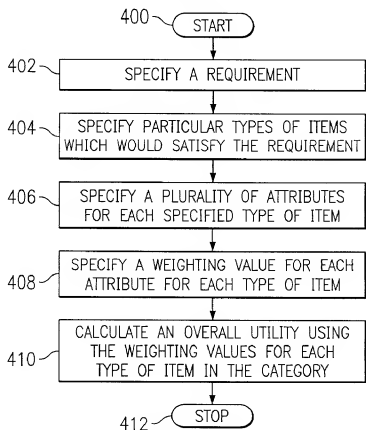 400
START
402
SPECIFY A REQUIREMENT
404
SPECIFY PARTICULAR TYPES OF ITEMS
WHICH WOULD SATISFY THE REQUIREMENT
406
SPECIFY A PLURALITY OF ATTRIBUTES
FOR EACH SPECIFIED TYPE OF ITEM
408
SPECIFY A WEIGHTING VALUE FOR EACH
ATTRIBUTE FOR EACH TYPE OF ITEM
410
CALCULATE AN OVERALL UTILITY USING
THE WEIGHTING VALUES FOR EACH
TYPE OF ITEM IN THE CATEGORY
412
STOP